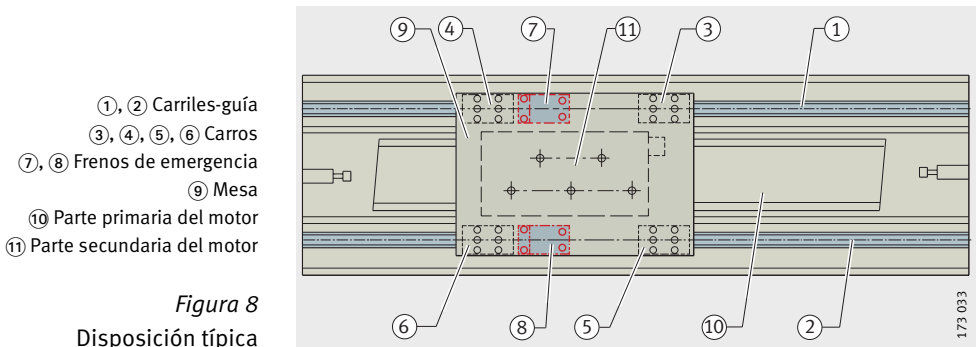 ①, ② Carriles-guía
③, ④, ⑤, ⑥ Carros
⑦, ⑧ Frenos de emergencia
⑨ Mesa
⑩ Parte primaria del motor
⑪ Parte secundaria del motor
Figura 8
Disposición típica
⑨ ④ ⑦ ⑪ ③ ①
⑥ ⑧ ⑤ ⑩ ②
173 033